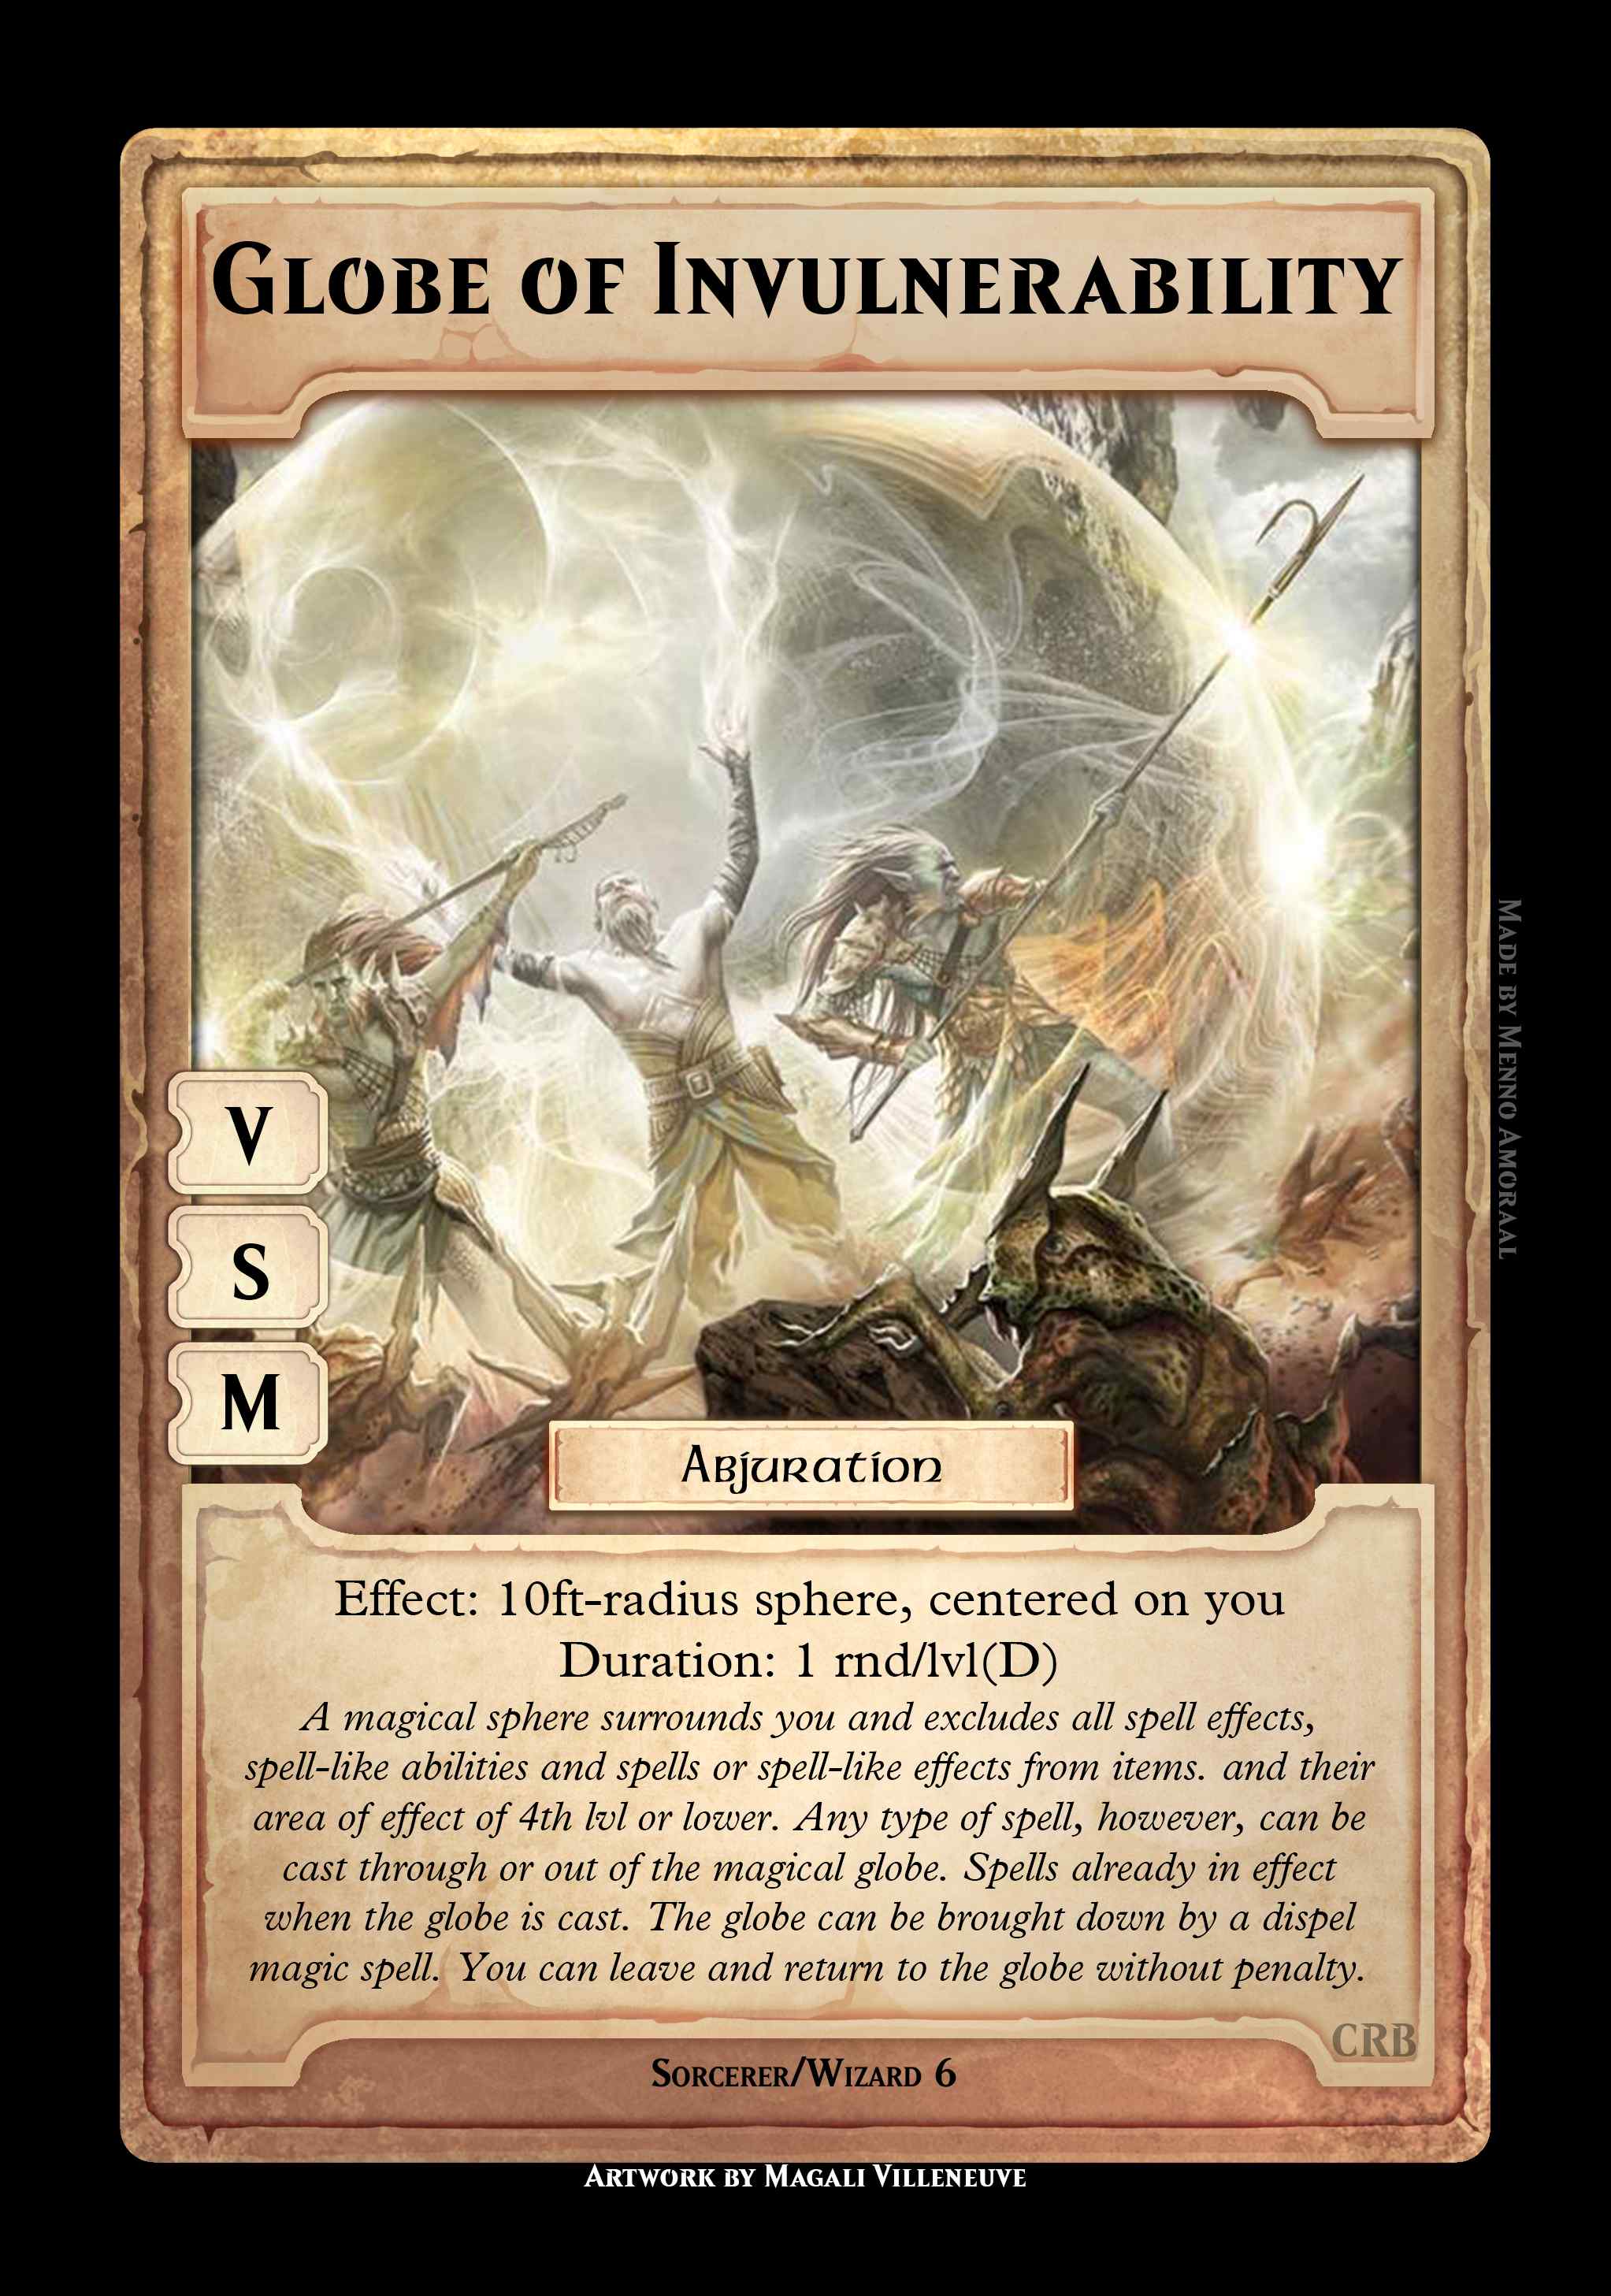 Globe of Invulnerability
V
S
M
Abjuration
Effect: 10ft-radius sphere, centered on you
Duration: 1 rnd/lvl(D)
A magical sphere surrounds you and excludes all spell effects,
spell-like abilities and spells or spell-like effects from items. and their
area of effect of 4th lvl or lower. Any type of spell, however, can be
cast through or out of the magical globe. Spells already in effect
when the globe is cast. The globe can be brought down by a dispel
magic spell. You can leave and return to the globe without penalty.
CRB
Sorcerer/Wizard 6
Artwork by Magali Villeneuve
Made by Menno Amoraal